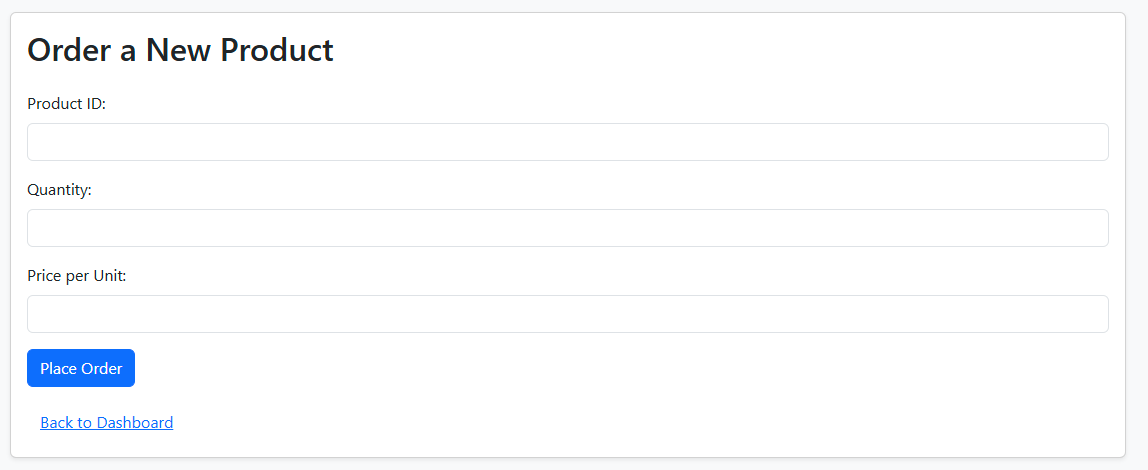 Order a New Product
Product ID:
Quantity:
Price per Unit:
Place Order
Back to Dashboard